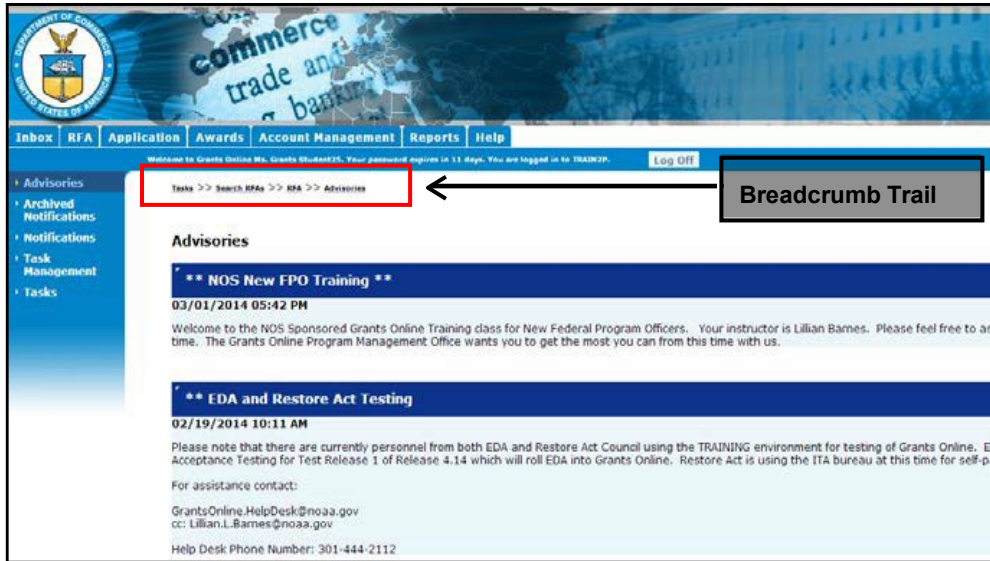 DEPARTMENT OF COMMERCE
UNITED STATES OF AMERICA
commerce
trade and
banking
Inbox RFA Application Awards Account Management Reports Help
Welcome to Grants Online Ms. Grants Student25. Your password expires in 11 days. You are logged in to TRAIN2P. Log Off
Advisories
Archived
Notifications
Notifications
Task
Management
Tasks
Tasks >> Search RFAs >> RFA >> Advisories
Breadcrumb Trail
Advisories
** NOS New FPO Training **
03/01/2014 05:42 PM
Welcome to the NOS Sponsored Grants Online Training class for New Federal Program Officers. Your instructor is Lillian Barnes. Please feel free to as
time. The Grants Online Program Management Office wants you to get the most you can from this time with us.
** EDA and Restore Act Testing
02/19/2014 10:11 AM
Please note that there are currently personnel from both EDA and Restore Act Council using the TRAINING environment for testing of Grants Online. E
Acceptance Testing for Test Release 1 of Release 4.14 which will roll EDA into Grants Online. Restore Act is using the ITA bureau at this time for self-p
For assistance contact:
GrantsOnline.HelpDesk@noaa.gov
cc: Lillian.L.Barnes@noaa.gov
Help Desk Phone Number: 301-444-2112